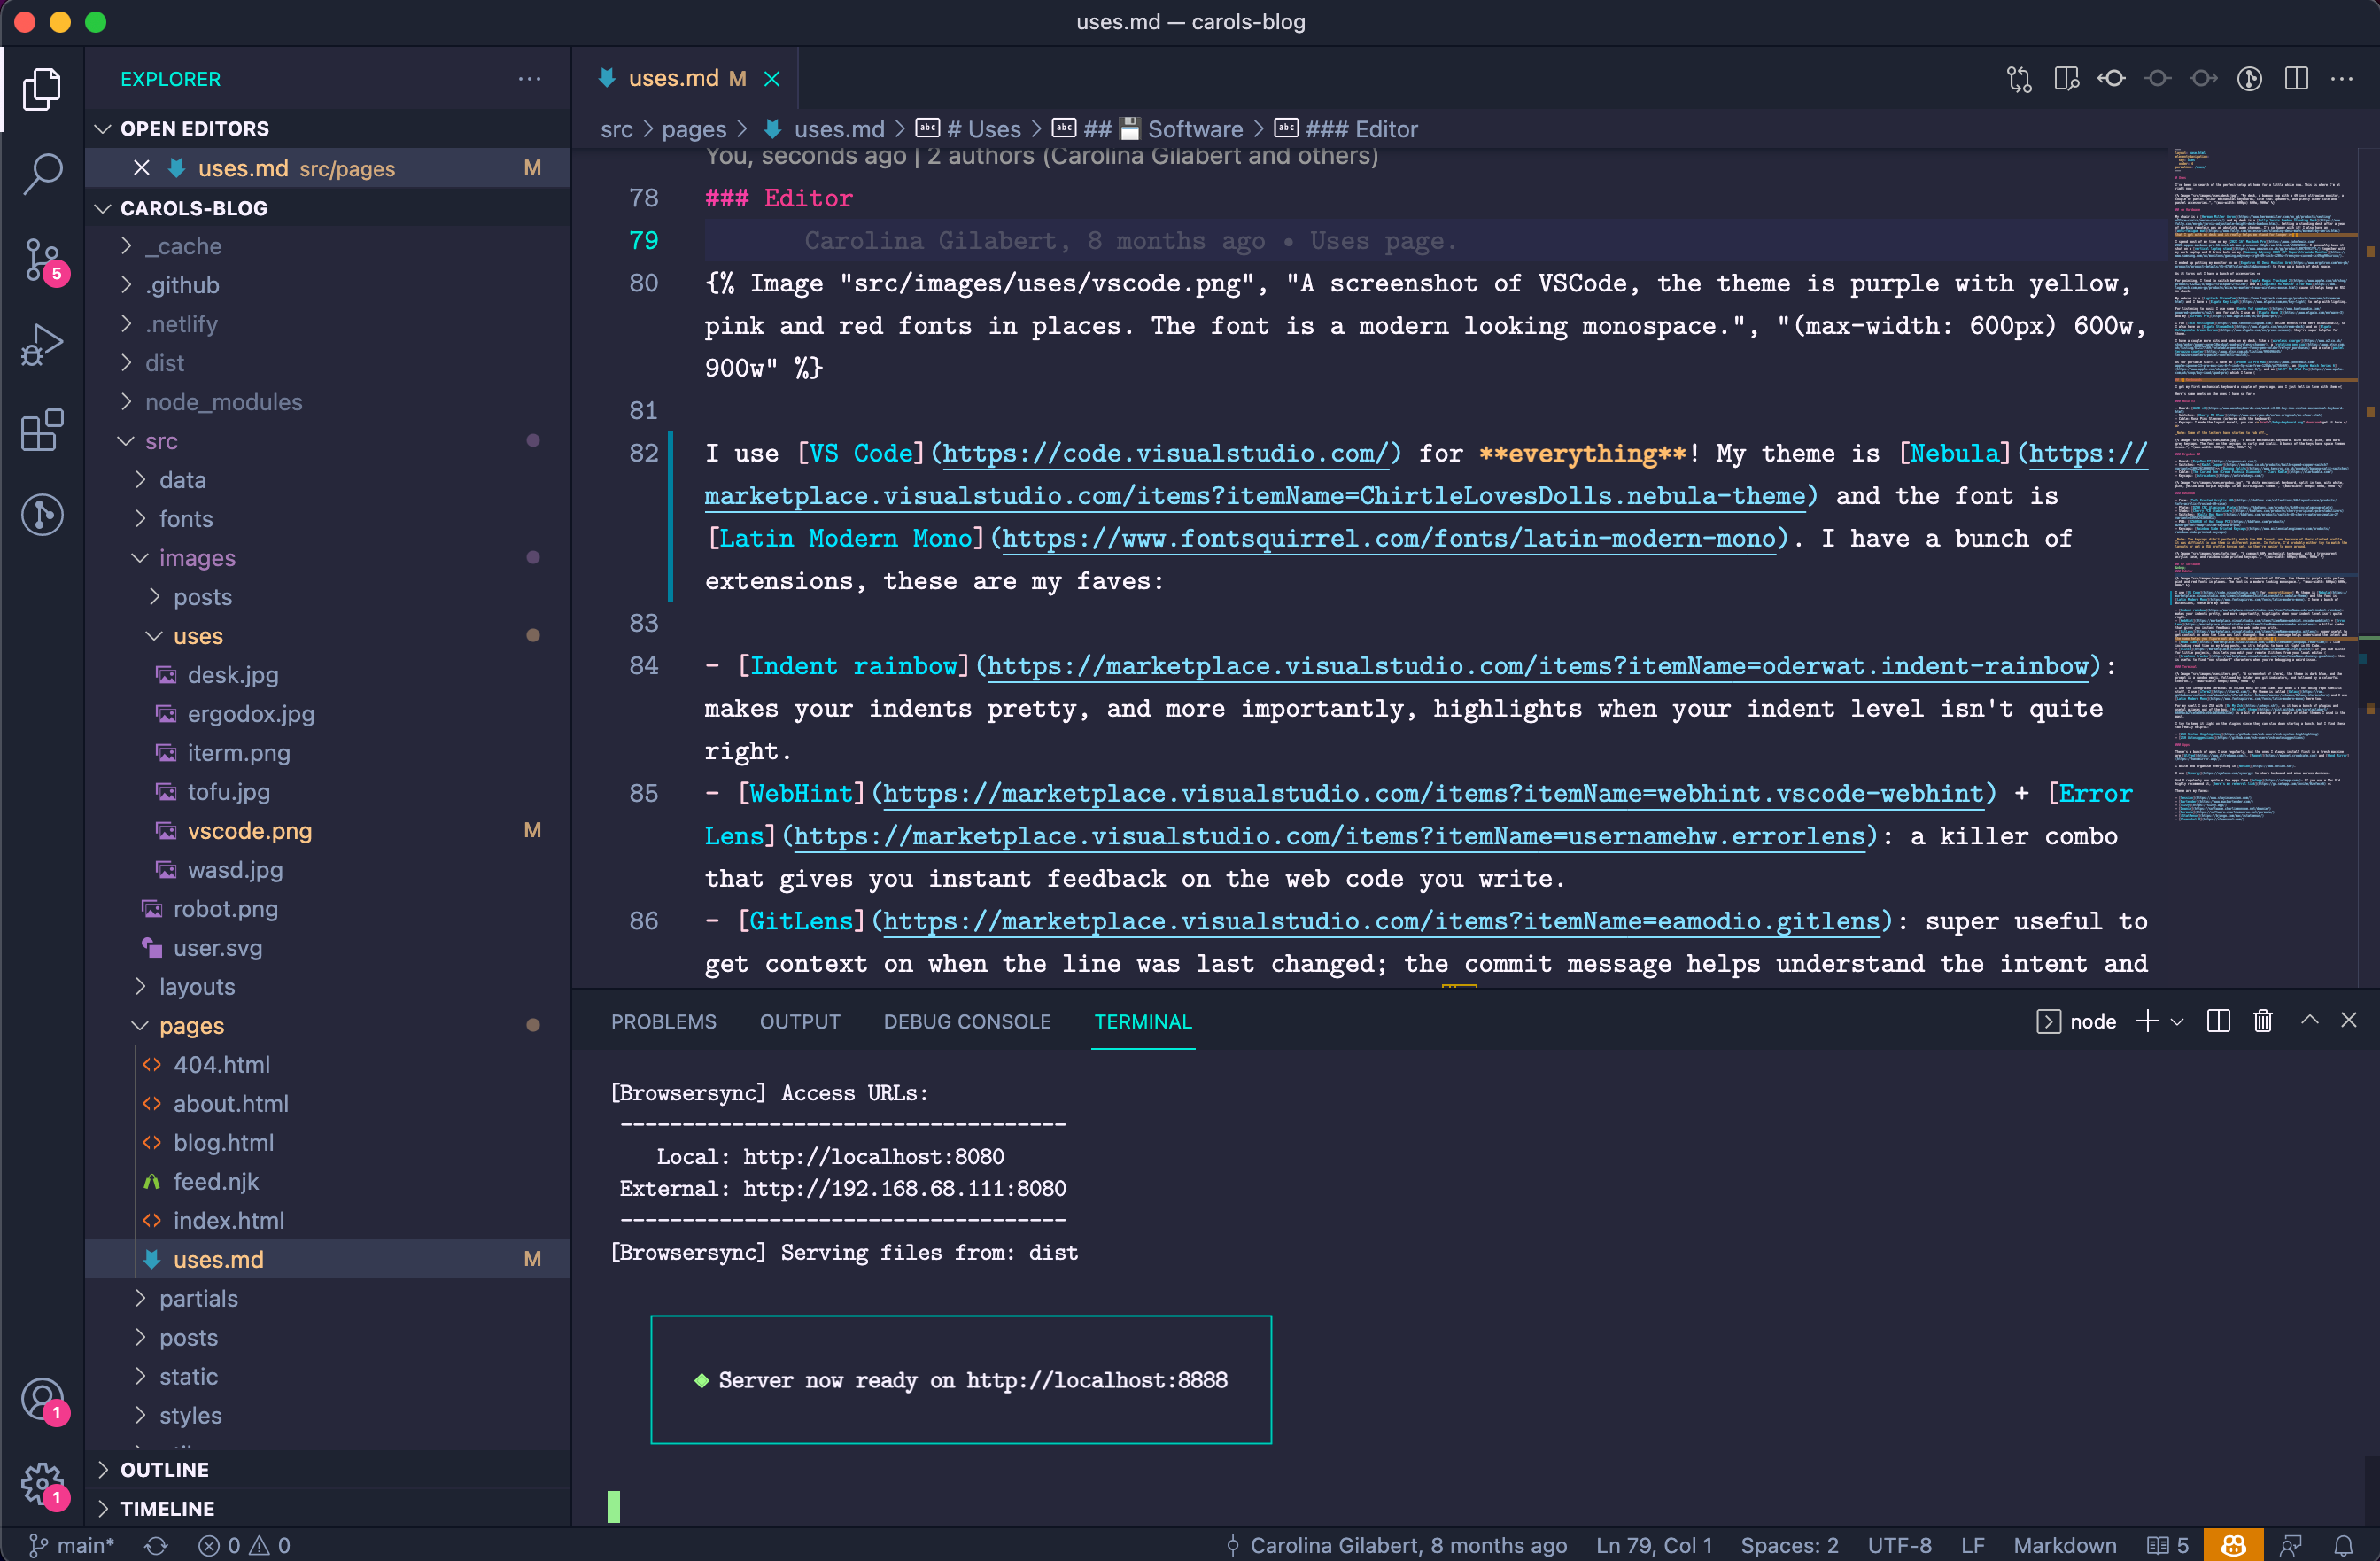 uses.md — carols-blog
EXPLORER
OPEN EDITORS
uses.md src/pages M
CAROLS-BLOG
_cache
.github
.netlify
dist
node_modules
src
data
fonts
images
posts
uses
desk.jpg
ergodox.jpg
iterm.png
tofu.jpg
vscode.png M
wasd.jpg
robot.png
user.svg
layouts
pages
404.html
about.html
blog.html
feed.njk
index.html
uses.md M
partials
posts
static
styles
OUTLINE
TIMELINE
5
1
1
uses.md M
src > pages > uses.md > # Uses > ## 💾 Software > ### Editor
You, seconds ago | 2 authors (Carolina Gilabert and others)
78 ### Editor
79 Carolina Gilabert, 8 months ago • Uses page.
80 {% Image "src/images/uses/vscode.png", "A screenshot of VSCode, the theme is purple with yellow,
pink and red fonts in places. The font is a modern looking monospace.", "(max-width: 600px) 600w,
900w" %}
81
82 I use [VS Code](https://code.visualstudio.com/) for **everything**! My theme is [Nebula](https://
marketplace.visualstudio.com/items?itemName=ChirtleLovesDolls.nebula-theme) and the font is
[Latin Modern Mono](https://www.fontsquirrel.com/fonts/latin-modern-mono). I have a bunch of
extensions, these are my faves:
83
84 - [Indent rainbow](https://marketplace.visualstudio.com/items?itemName=oderwat.indent-rainbow):
makes your indents pretty, and more importantly, highlights when your indent level isn't quite
right.
85 - [WebHint](https://marketplace.visualstudio.com/items?itemName=webhint.vscode-webhint) + [Error
Lens](https://marketplace.visualstudio.com/items?itemName=usernamehw.errorlens): a killer combo
that gives you instant feedback on the web code you write.
86 - [GitLens](https://marketplace.visualstudio.com/items?itemName=eamodio.gitlens): super useful to
get context on when the line was last changed; the commit message helps understand the intent and
PROBLEMS OUTPUT DEBUG CONSOLE TERMINAL node
[Browsersync] Access URLs:
------------------------------------
Local: http://localhost:8080
External: http://192.168.68.111:8080
------------------------------------
[Browsersync] Serving files from: dist
◈ Server now ready on http://localhost:8888
main* 0 0 Carolina Gilabert, 8 months ago Ln 79, Col 1 Spaces: 2 UTF-8 LF Markdown 5